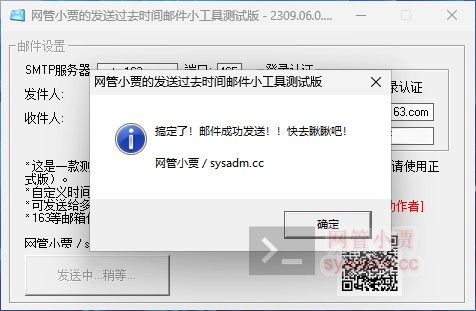 网管小贾的发送过去时间邮件小工具测试版 - 2309.06.0....
邮件设置
SMTP服务器
端口:
登录认证
发件人:
录认证
收件人:
63.com
网管小贾的发送过去时间邮件小工具测试版
搞定了！邮件成功发送！！快去瞅瞅吧！
网管小贾 / sysadm.cc
确定
*这是一款测
请使用正
式版）。
*自定义时间
*可发送给多
动作者]
*163等邮箱
网管小贾 / s
网管小贾
sysadm.cc
发送中...稍等...